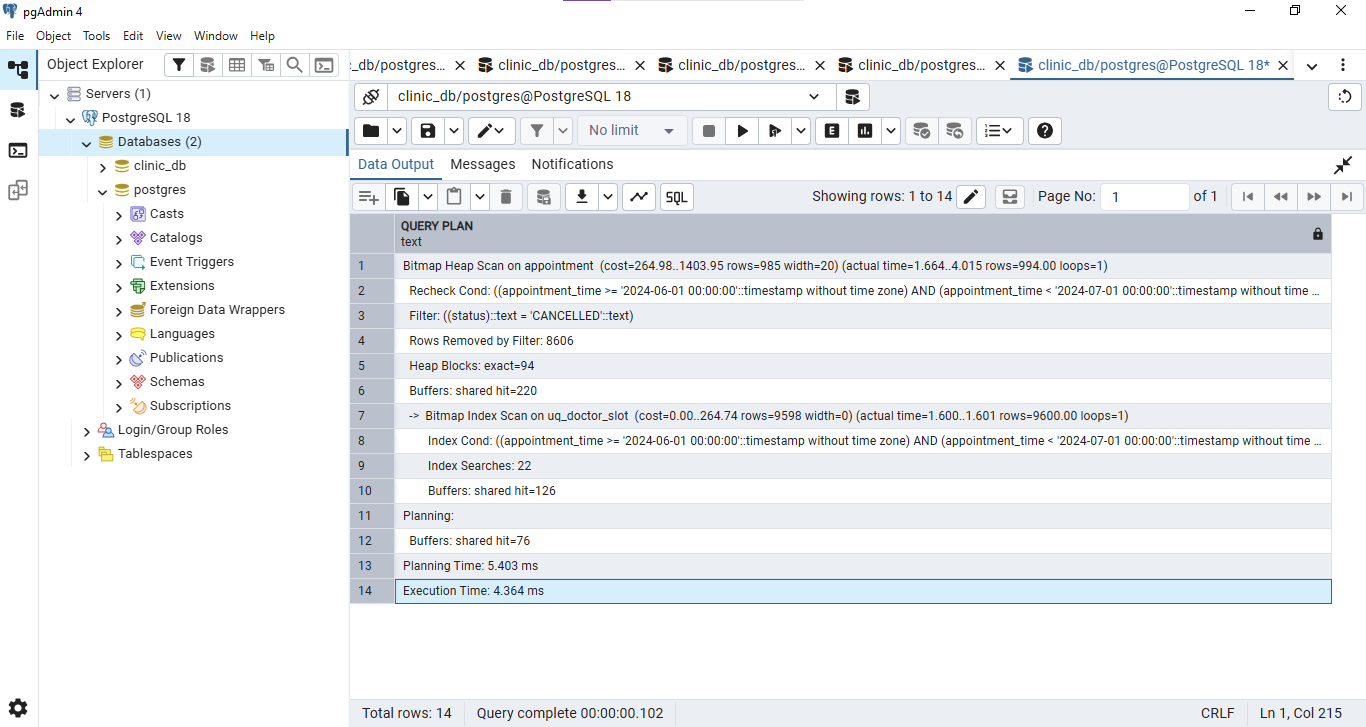 pgAdmin 4
File Object Tools Edit View Window Help
Object Explorer
Servers (1)
PostgreSQL 18
Databases (2)
clinic_db
postgres
Casts
Catalogs
Event Triggers
Extensions
Foreign Data Wrappers
Languages
Publications
Schemas
Subscriptions
Login/Group Roles
Tablespaces
c_db/postgres... clinic_db/postgres... clinic_db/postgres... clinic_db/postgres... clinic_db/postgres@PostgreSQL 18*
clinic_db/postgres@PostgreSQL 18
No limit E
Data Output Messages Notifications
SQL Showing rows: 1 to 14 Page No: 1 of 1
QUERY PLAN
text
1 Bitmap Heap Scan on appointment (cost=264.98..1403.95 rows=985 width=20) (actual time=1.664..4.015 rows=994.00 loops=1)
2 Recheck Cond: ((appointment_time >= '2024-06-01 00:00:00'::timestamp without time zone) AND (appointment_time < '2024-07-01 00:00:00'::timestamp without time ...
3 Filter: ((status)::text = 'CANCELLED'::text)
4 Rows Removed by Filter: 8606
5 Heap Blocks: exact=94
6 Buffers: shared hit=220
7 -> Bitmap Index Scan on uq_doctor_slot (cost=0.00..264.74 rows=9598 width=0) (actual time=1.600..1.601 rows=9600.00 loops=1)
8 Index Cond: ((appointment_time >= '2024-06-01 00:00:00'::timestamp without time zone) AND (appointment_time < '2024-07-01 00:00:00'::timestamp without time ...
9 Index Searches: 22
10 Buffers: shared hit=126
11 Planning:
12 Buffers: shared hit=76
13 Planning Time: 5.403 ms
14 Execution Time: 4.364 ms
Total rows: 14 Query complete 00:00:00.102 CRLF Ln 1, Col 215